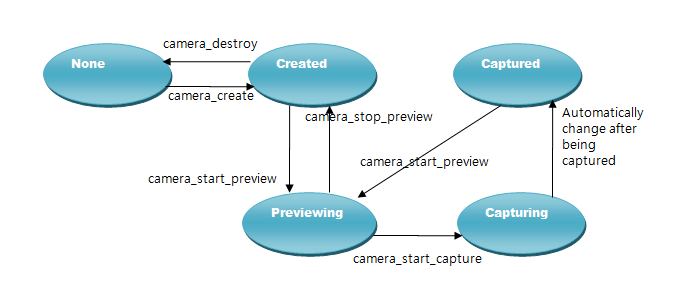 camera_destroy
None
Created
Captured
camera_create
camera_stop_preview
Automatically
change after
being
captured
camera_start_preview
camera_start_preview
Previewing
Capturing
camera_start_capture